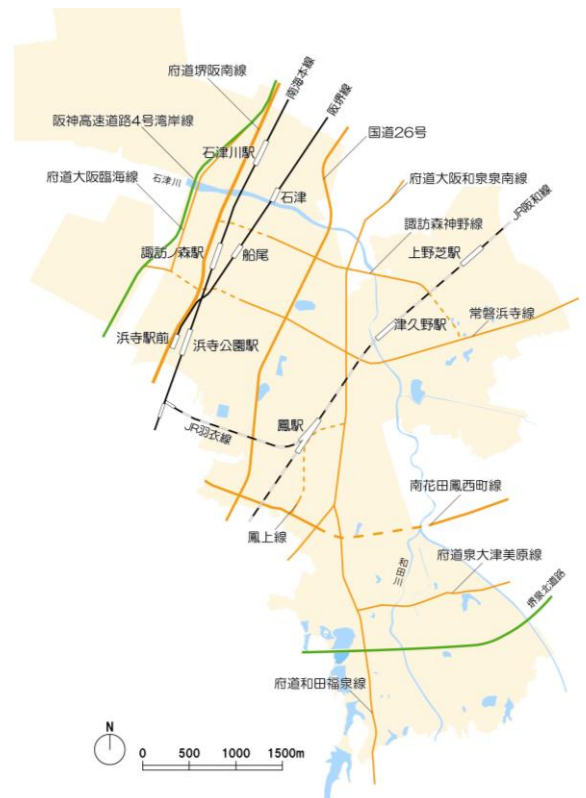 府道堺阪南線
南海本線
阪堺線
阪神高速道路4号湾岸線
国道26号
石津川駅
府道大阪和泉泉南線
石津川
石津
府道大阪臨海線
諏訪森神野線
JR阪和線
諏訪ノ森駅
船尾
上野芝駅
常磐浜寺線
津久野駅
浜寺駅前
浜寺公園駅
鳳駅
JR羽衣線
南花田鳳西町線
鳳上線
和田川
府道泉大津美原線
堺泉北道路
府道和田福泉線
N
0 500 1000 1500m